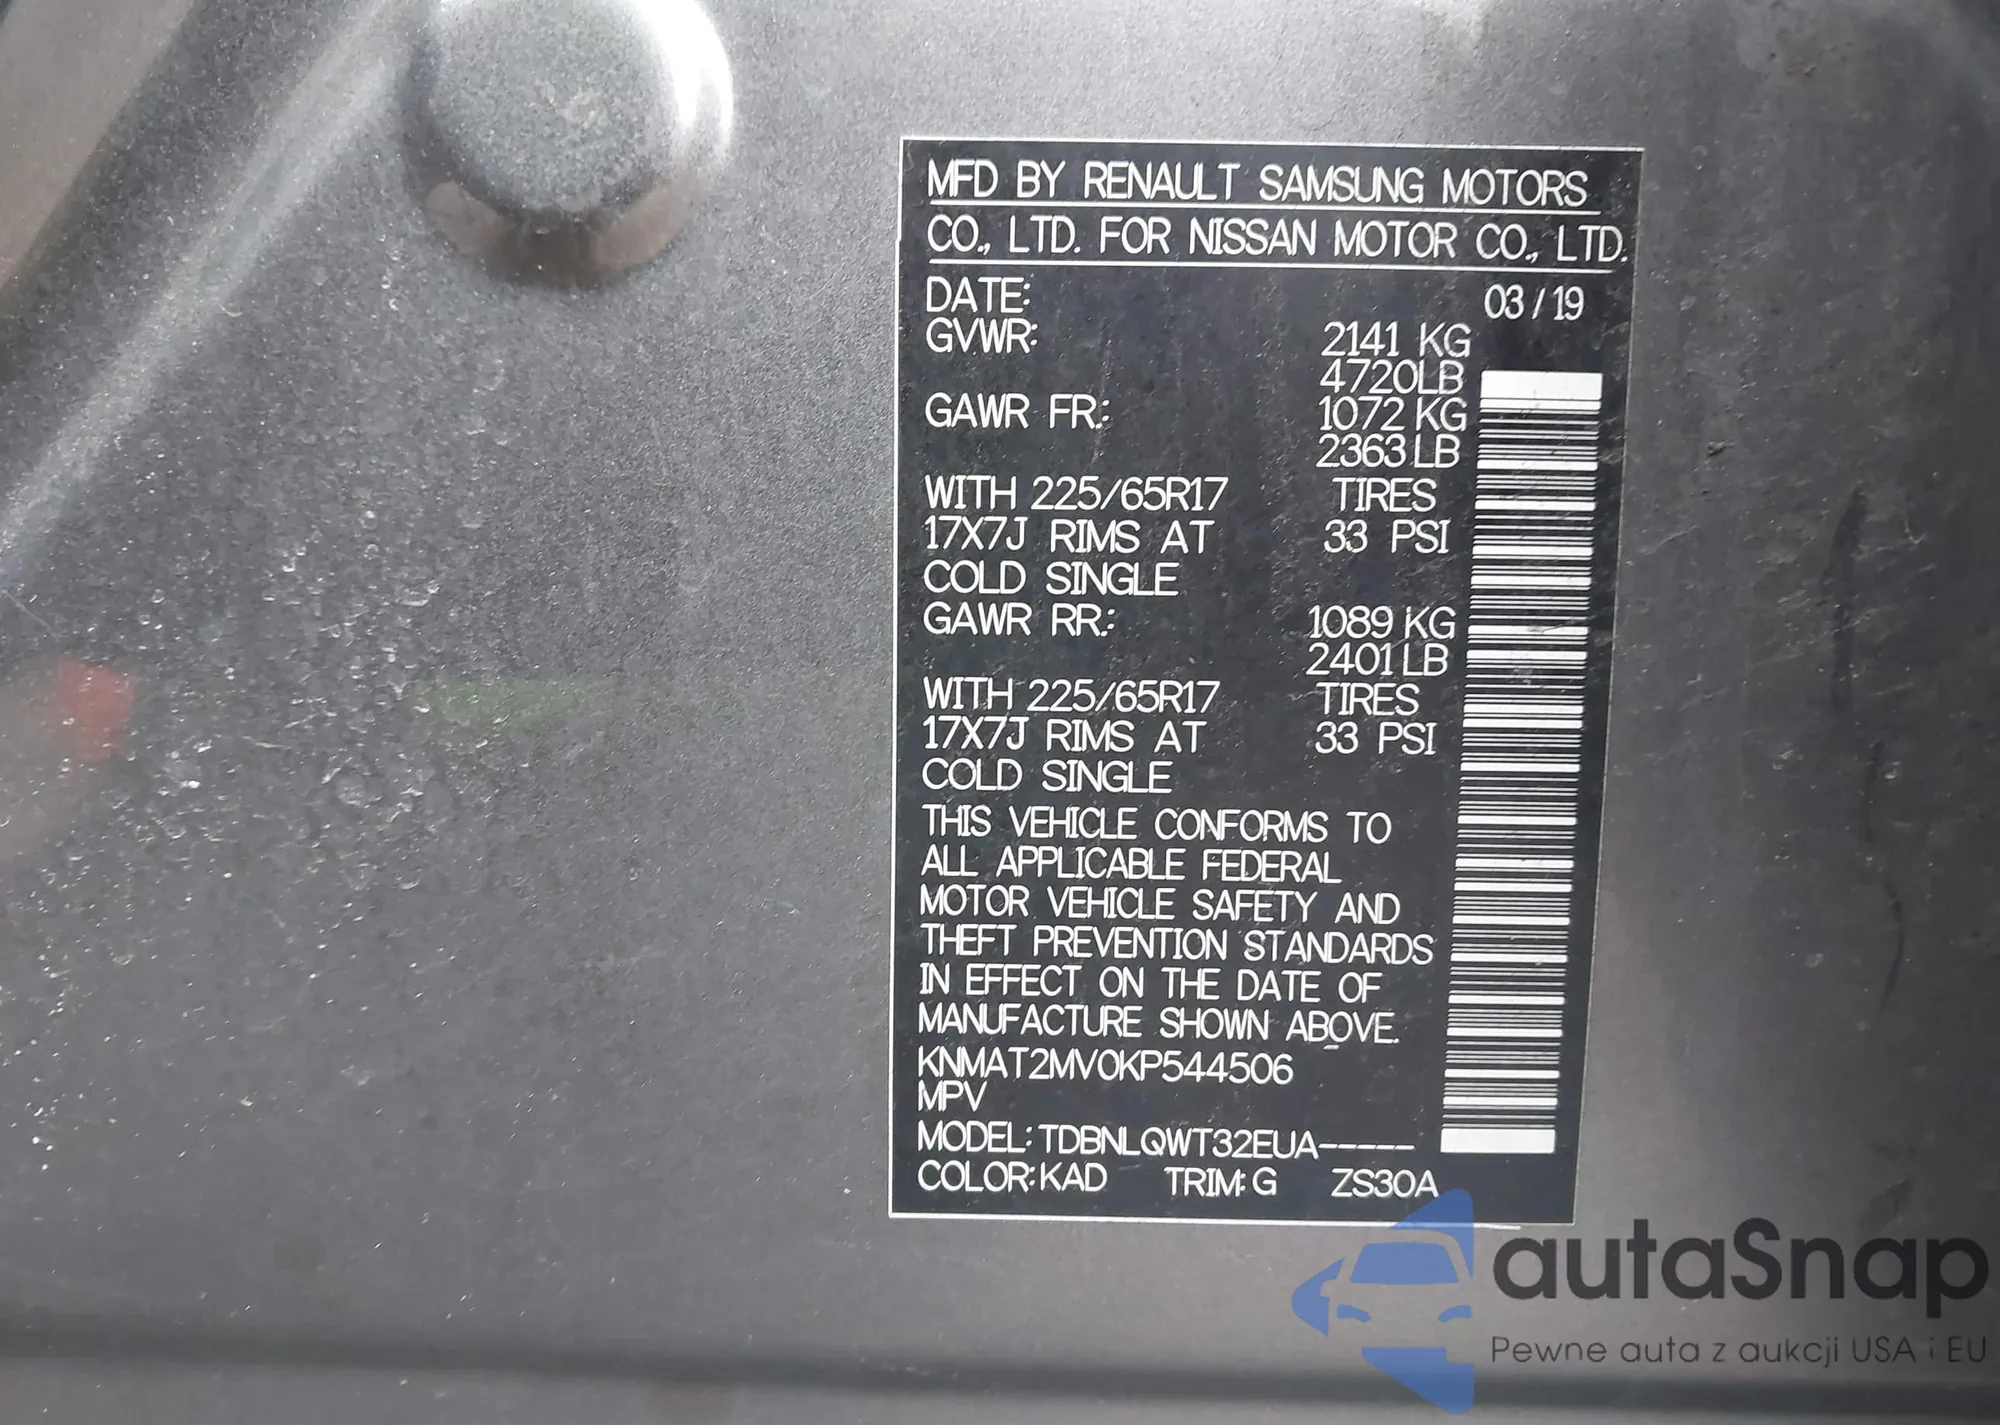 MFD BY RENAULT SAMSUNG MOTORS
CO., LTD. FOR NISSAN MOTOR CO., LTD.
DATE: 03 / 19
GVWR: 2141 KG
4720LB
GAWR FR.: 1072 KG
2363 LB
WITH 225/65R17 TIRES
17X7J RIMS AT 33 PSI
COLD SINGLE
GAWR RR.: 1089 KG
2401 LB
WITH 225/65R17 TIRES
17X7J RIMS AT 33 PSI
COLD SINGLE
THIS VEHICLE CONFORMS TO
ALL APPLICABLE FEDERAL
MOTOR VEHICLE SAFETY AND
THEFT PREVENTION STANDARDS
IN EFFECT ON THE DATE OF
MANUFACTURE SHOWN ABOVE.
KNMAT2MV0KP544506
MPV
MODEL: TDBNLQWT32EUA-----
COLOR: KAD TRIM: G ZS30A
autaSnap
Pewne auta z aukcji USA i EU